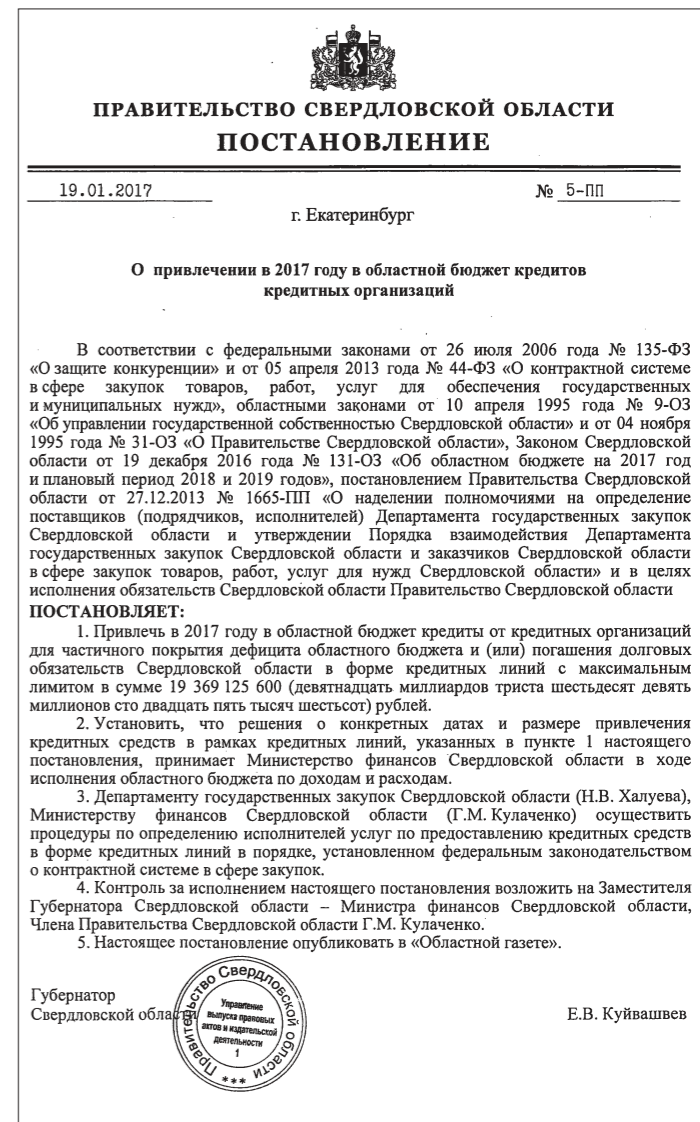 ПРАВИТЕЛЬСТВО СВЕРДЛОВСКОЙ ОБЛАСТИ
ПОСТАНОВЛЕНИЕ
19.01.2017 № 5-ПП
г. Екатеринбург
О привлечении в 2017 году в областной бюджет кредитов
кредитных организаций
В соответствии с федеральными законами от 26 июля 2006 года № 135-ФЗ
«О защите конкуренции» и от 05 апреля 2013 года № 44-ФЗ «О контрактной системе
в сфере закупок товаров, работ, услуг для обеспечения государственных
и муниципальных нужд», областными законами от 10 апреля 1995 года № 9-ОЗ
«Об управлении государственной собственностью Свердловской области» и от 04 ноября
1995 года № 31-ОЗ «О Правительстве Свердловской области», Законом Свердловской
области от 19 декабря 2016 года № 131-ОЗ «Об областном бюджете на 2017 год
и плановый период 2018 и 2019 годов», постановлением Правительства Свердловской
области от 27.12.2013 № 1665-ПП «О наделении полномочиями на определение
поставщиков (подрядчиков, исполнителей) Департамента государственных закупок
Свердловской области и утверждении Порядка взаимодействия Департамента
государственных закупок Свердловской области и заказчиков Свердловской области
в сфере закупок товаров, работ, услуг для нужд Свердловской области» и в целях
исполнения обязательств Свердловской области Правительство Свердловской области
ПОСТАНОВЛЯЕТ:
1. Привлечь в 2017 году в областной бюджет кредиты от кредитных организаций
для частичного покрытия дефицита областного бюджета и (или) погашения долговых
обязательств Свердловской области в форме кредитных линий с максимальным
лимитом в сумме 19 369 125 600 (девятнадцать миллиардов триста шестьдесят девять
миллионов сто двадцать пять тысяч шестьсот) рублей.
2. Установить, что решения о конкретных датах и размере привлечения
кредитных средств в рамках кредитных линий, указанных в пункте 1 настоящего
постановления, принимает Министерство финансов Свердловской области в ходе
исполнения областного бюджета по доходам и расходам.
3. Департаменту государственных закупок Свердловской области (Н.В. Халуева),
Министерству финансов Свердловской области (Г.М. Кулаченко) осуществить
процедуры по определению исполнителей услуг по предоставлению кредитных средств
в форме кредитных линий в порядке, установленном федеральным законодательством
о контрактной системе в сфере закупок.
4. Контроль за исполнением настоящего постановления возложить на Заместителя
Губернатора Свердловской области – Министра финансов Свердловской области,
Члена Правительства Свердловской области Г.М. Кулаченко.
5. Настоящее постановление опубликовать в «Областной газете».
Губернатор
Свердловской области Е.В. Куйвашев
Правительство Свердловской области
Управление
выпуска правовых
актов и издательской
деятельности
1
***